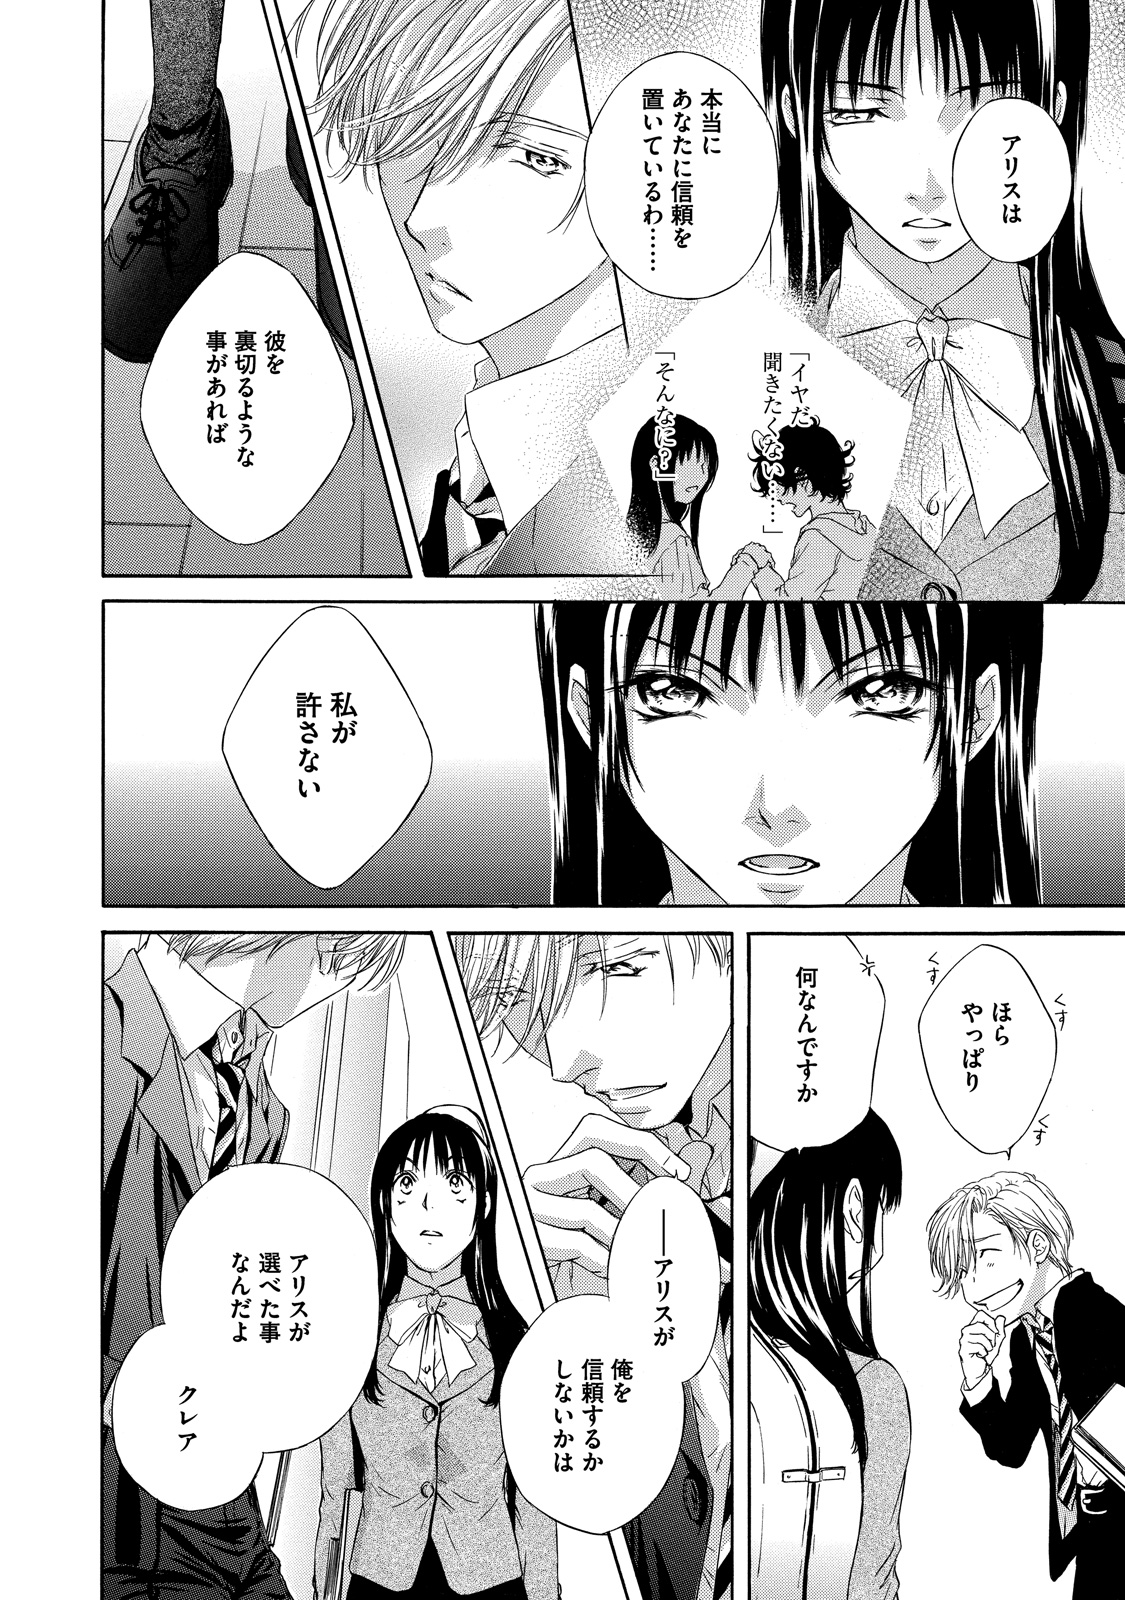 アリスは
本当に
あなたに信頼を
置いているわ……
「イヤだ
聞きたくない……」
「そんなに？」
彼を
裏切るような
事があれば
私が
許さない
くす
くす
くす
ほら
やっぱり
何なんですか
──アリスが
俺を
信頼するか
しないかは
アリスが
選べた事
なんだよ
クレア